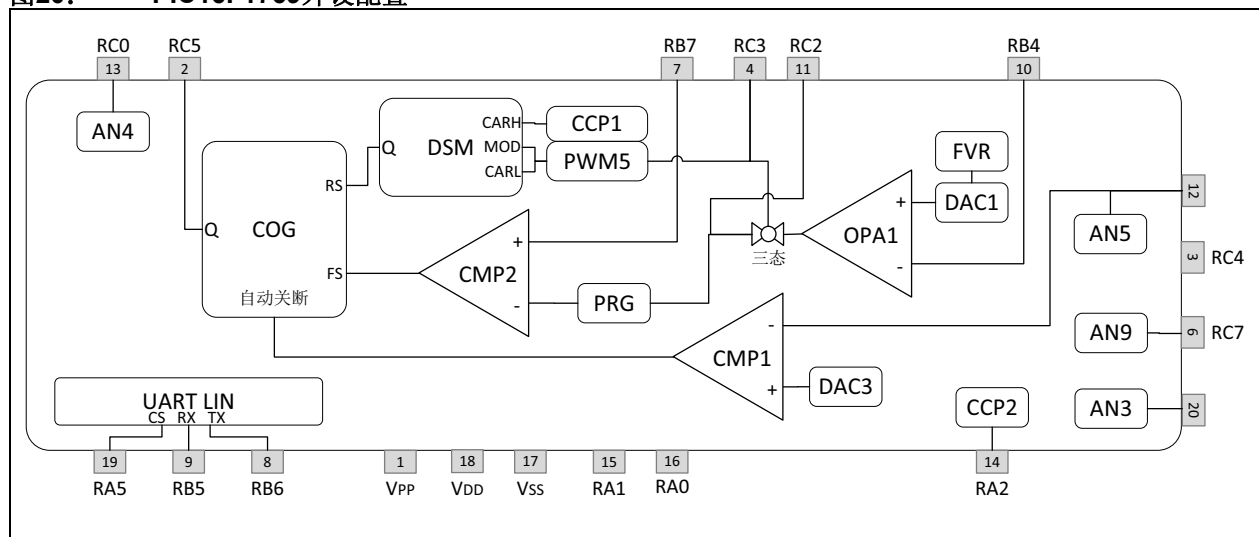 RC0 RC5 RB7 RC3 RC2 RB4
13 2 7 4 11 10
AN4
CARH
CCP1
Q
DSM
MOD
PWM5
CARL
FVR
DAC1
RS
Q
COG
FS
自动关断
+
CMP2
-
PRG
三态
+
OPA1
-
12
AN5
3
RC4
AN9
6
RC7
-
CMP1
+
DAC3
CCP2
AN3
20
UART LIN
CS RX TX
19 9 8 1 18 17 15 16 14
RA5 RB5 RB6 VPP VDD VSS RA1 RA0 RA2